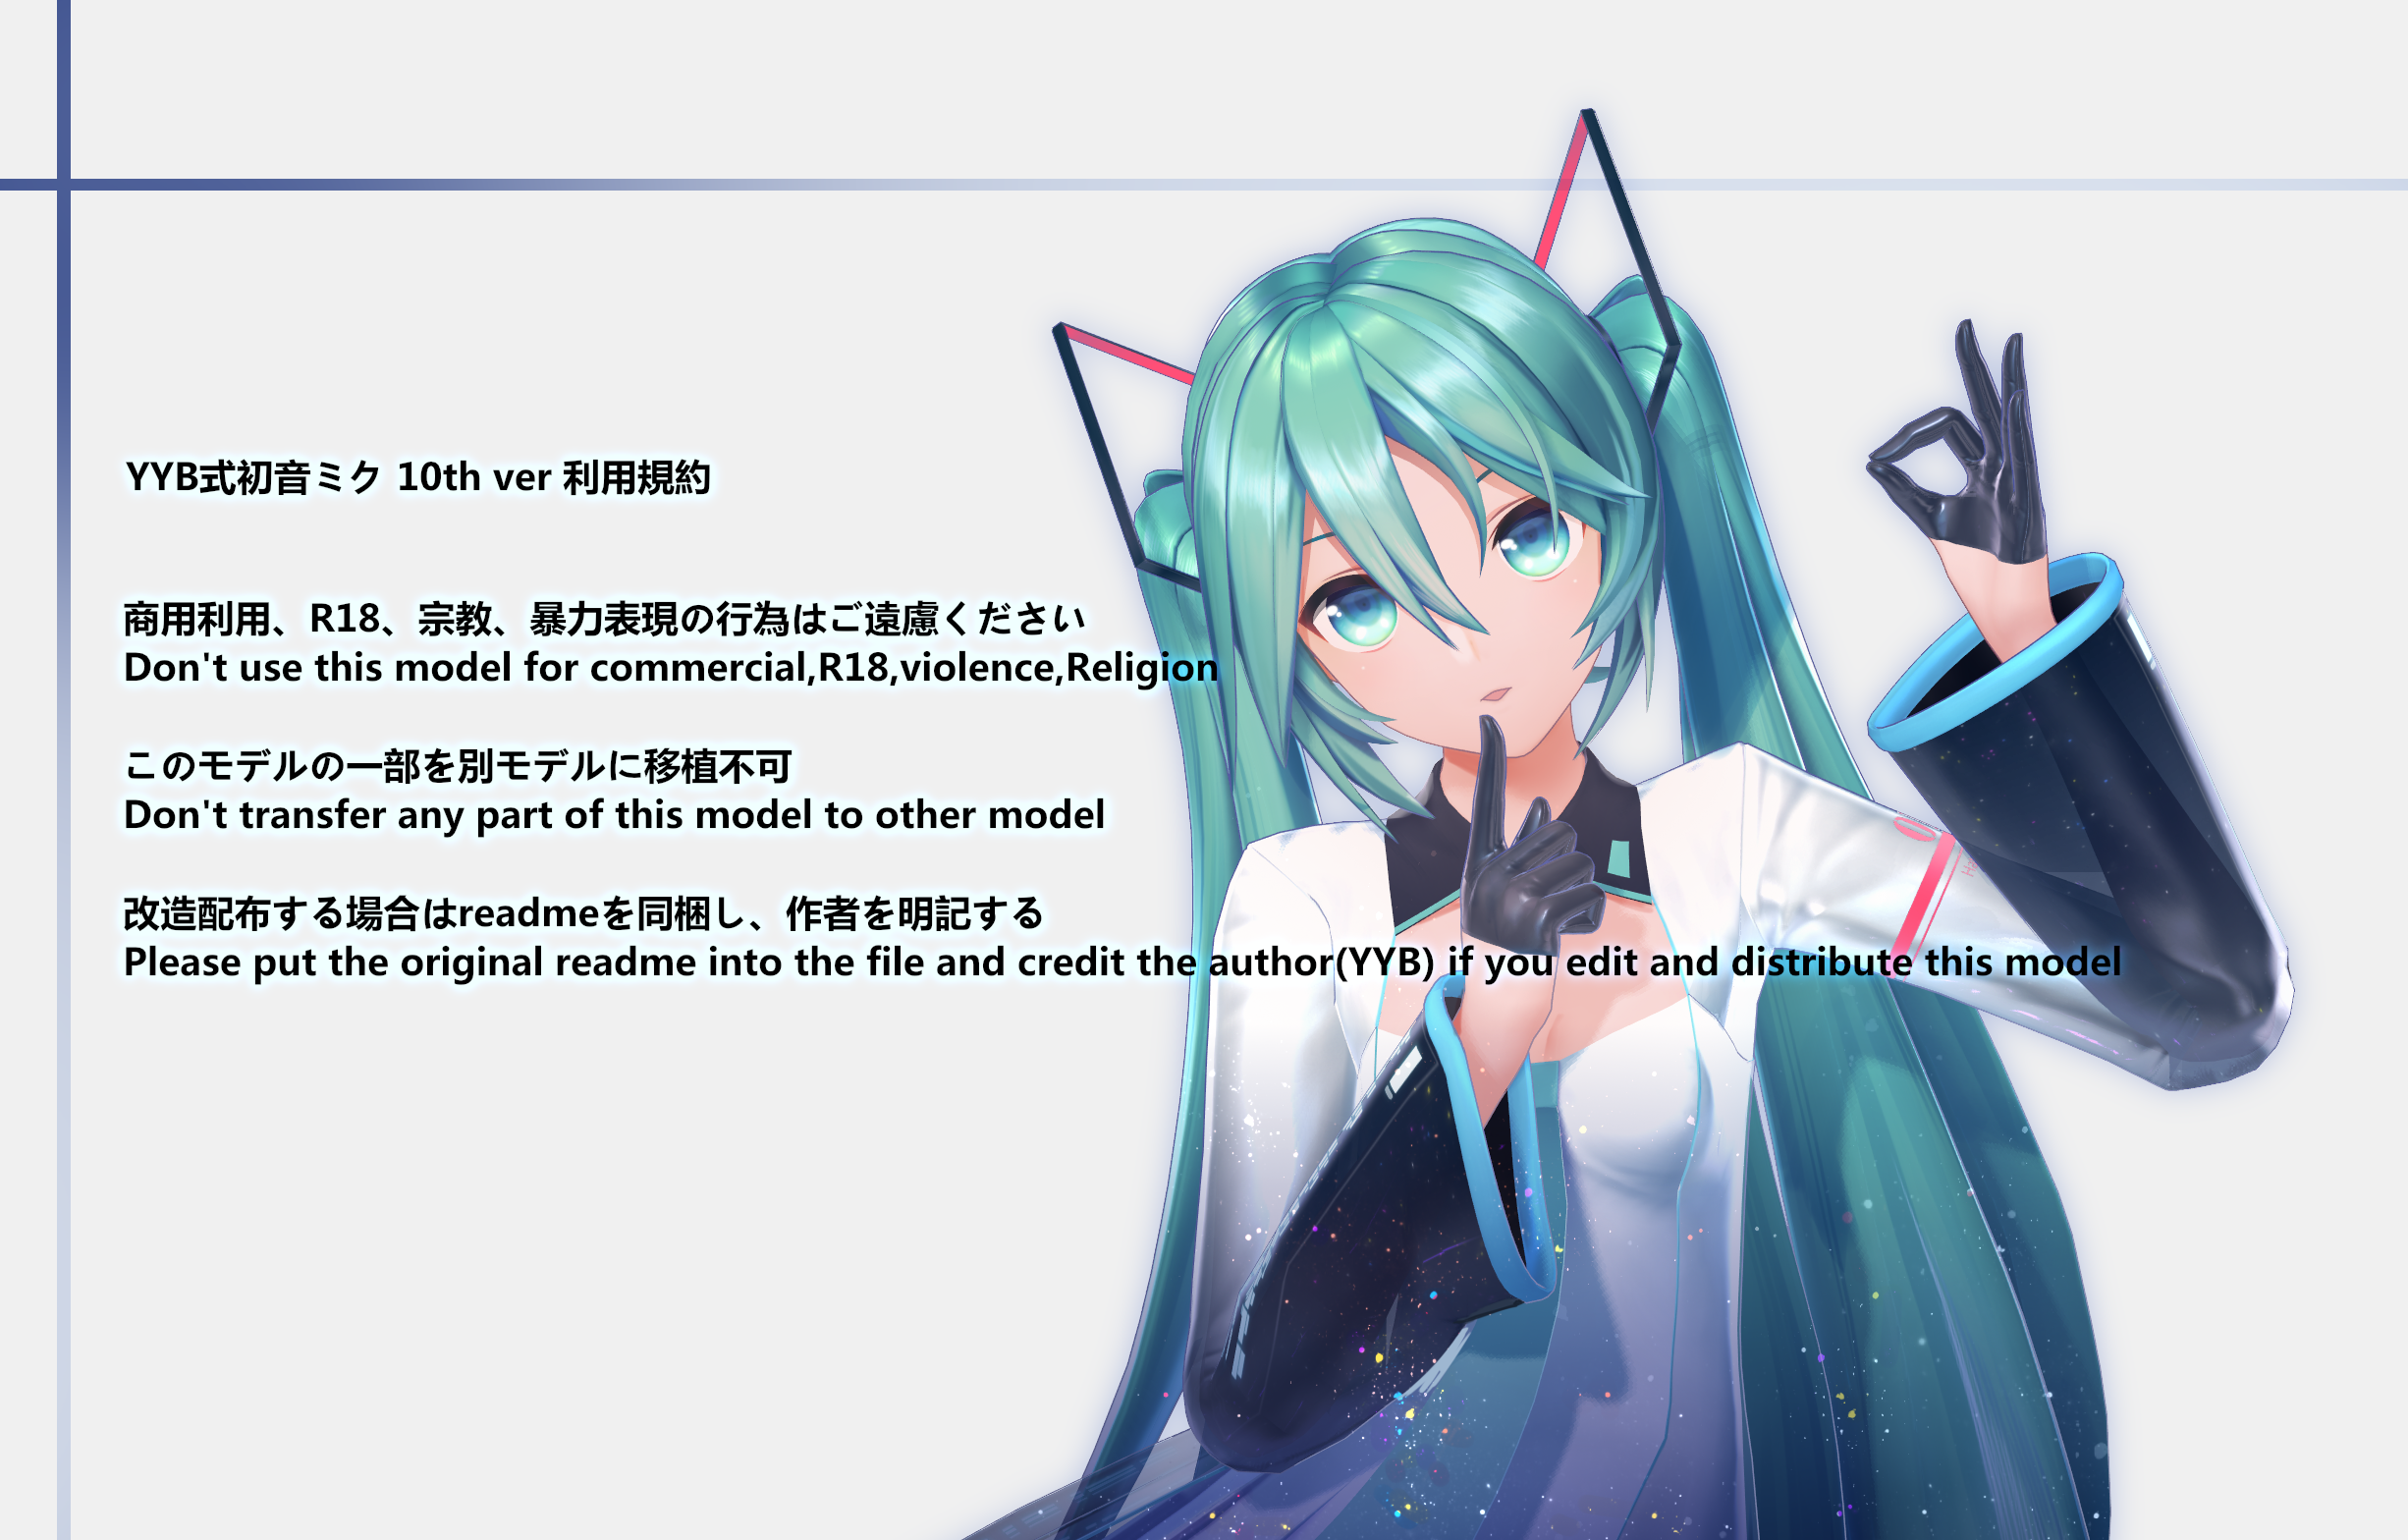 YYB式初音ミク 10th ver 利用規約
商用利用、R18、宗教、暴力表現の行為はご遠慮ください
Don't use this model for commercial,R18,violence,Religion
このモデルの一部を別モデルに移植不可
Don't transfer any part of this model to other model
改造配布する場合はreadmeを同梱し、作者を明記する
Please put the original readme into the file and credit the author(YYB) if you edit and distribute this model